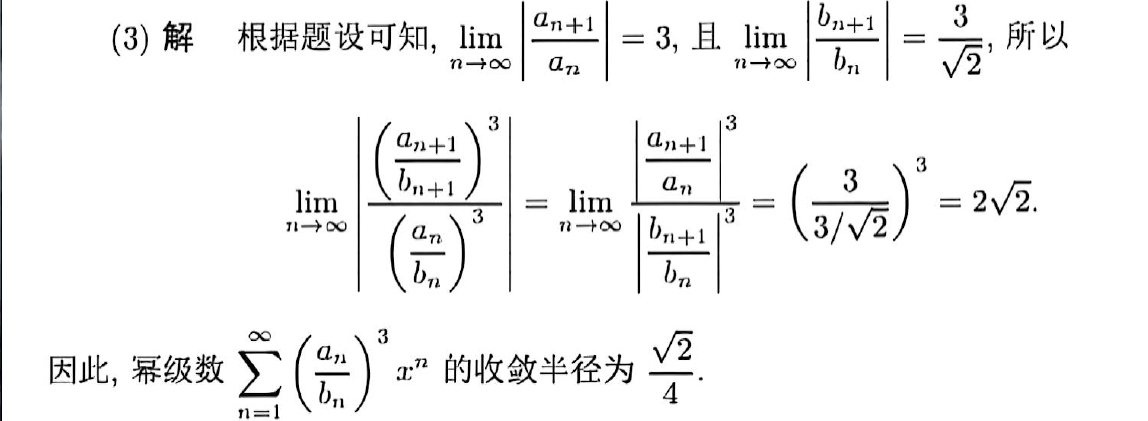 (3) 解 根据题设可知, $\lim_{n\to\infty}\left|\frac{a_{n+1}}{a_n}\right|=3$, 且 $\lim_{n\to\infty}\left|\frac{b_{n+1}}{b_n}\right|=\frac{3}{\sqrt{2}}$, 所以
$\lim_{n\to\infty}\left|\frac{\left(\frac{a_{n+1}}{b_{n+1}}\right)^3}{\left(\frac{a_n}{b_n}\right)^3}\right|=\lim_{n\to\infty}\frac{\left|\frac{a_{n+1}}{a_n}\right|^3}{\left|\frac{b_{n+1}}{b_n}\right|^3}=\left(\frac{3}{3/\sqrt{2}}\right)^3=2\sqrt{2}.$
因此, 幂级数 $\sum_{n=1}^{\infty}\left(\frac{a_n}{b_n}\right)^3x^n$ 的收敛半径为 $\frac{\sqrt{2}}{4}$.